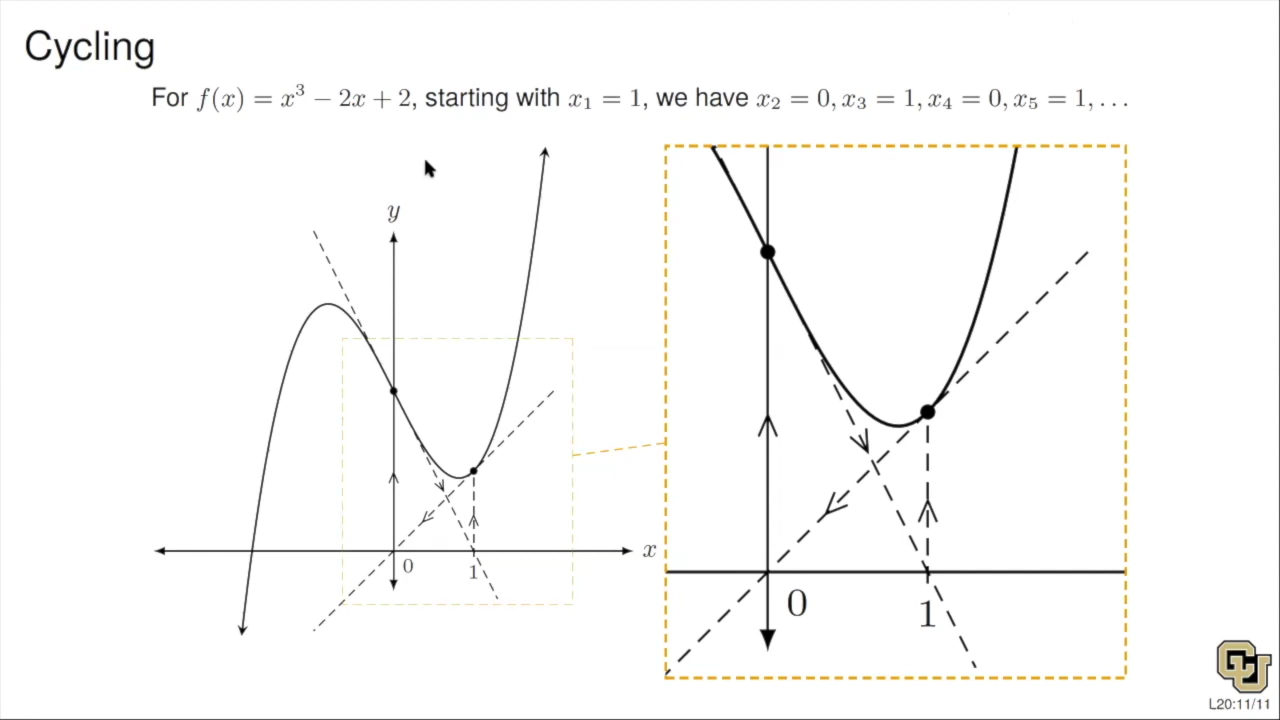 Cycling
For f(x) = x³ − 2x + 2, starting with x₁ = 1, we have x₂ = 0, x₃ = 1, x₄ = 0, x₅ = 1, …
y
x
0
1
0
1
CU
L20:11/11